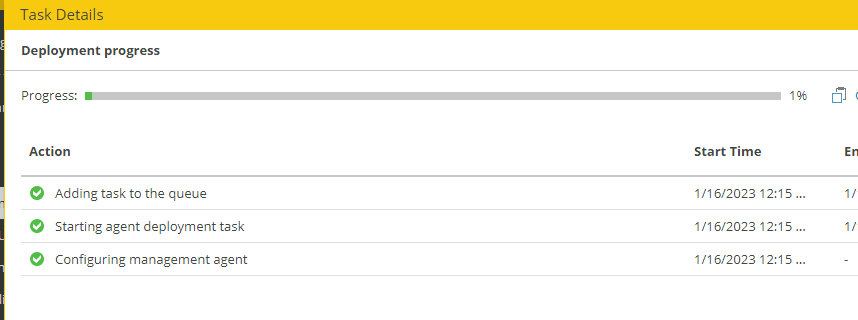 Task Details
Deployment progress
Progress: 1%
Action Start Time
Adding task to the queue 1/16/2023 12:15 ... 1/
Starting agent deployment task 1/16/2023 12:15 ... 1/
Configuring management agent 1/16/2023 12:15 ... -